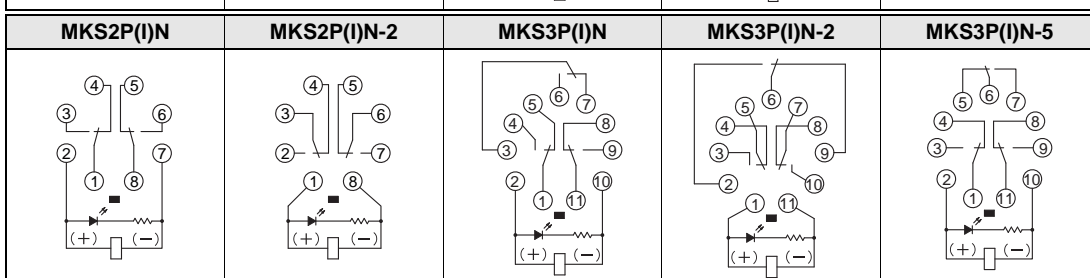 MKS2P(I)N MKS2P(I)N-2 MKS3P(I)N MKS3P(I)N-2 MKS3P(I)N-5
4 5 3 6 2 7 1 8 (+) (−)
4 5 3 6 2 7 1 8 (+) (−)
6 7 5 8 4 3 9 2 10 1 11 (+) (−)
6 5 7 4 8 3 9 2 10 1 11 (+) (−)
5 6 7 4 8 3 9 2 10 1 11 (+) (−)